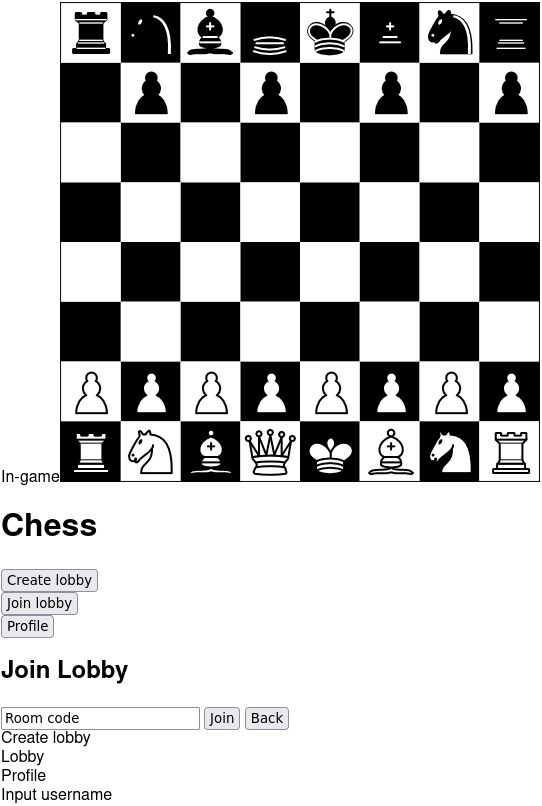 In-game
Chess
Create lobby
Join lobby
Profile
Join Lobby
Room code Join Back
Create lobby
Lobby
Profile
Input username